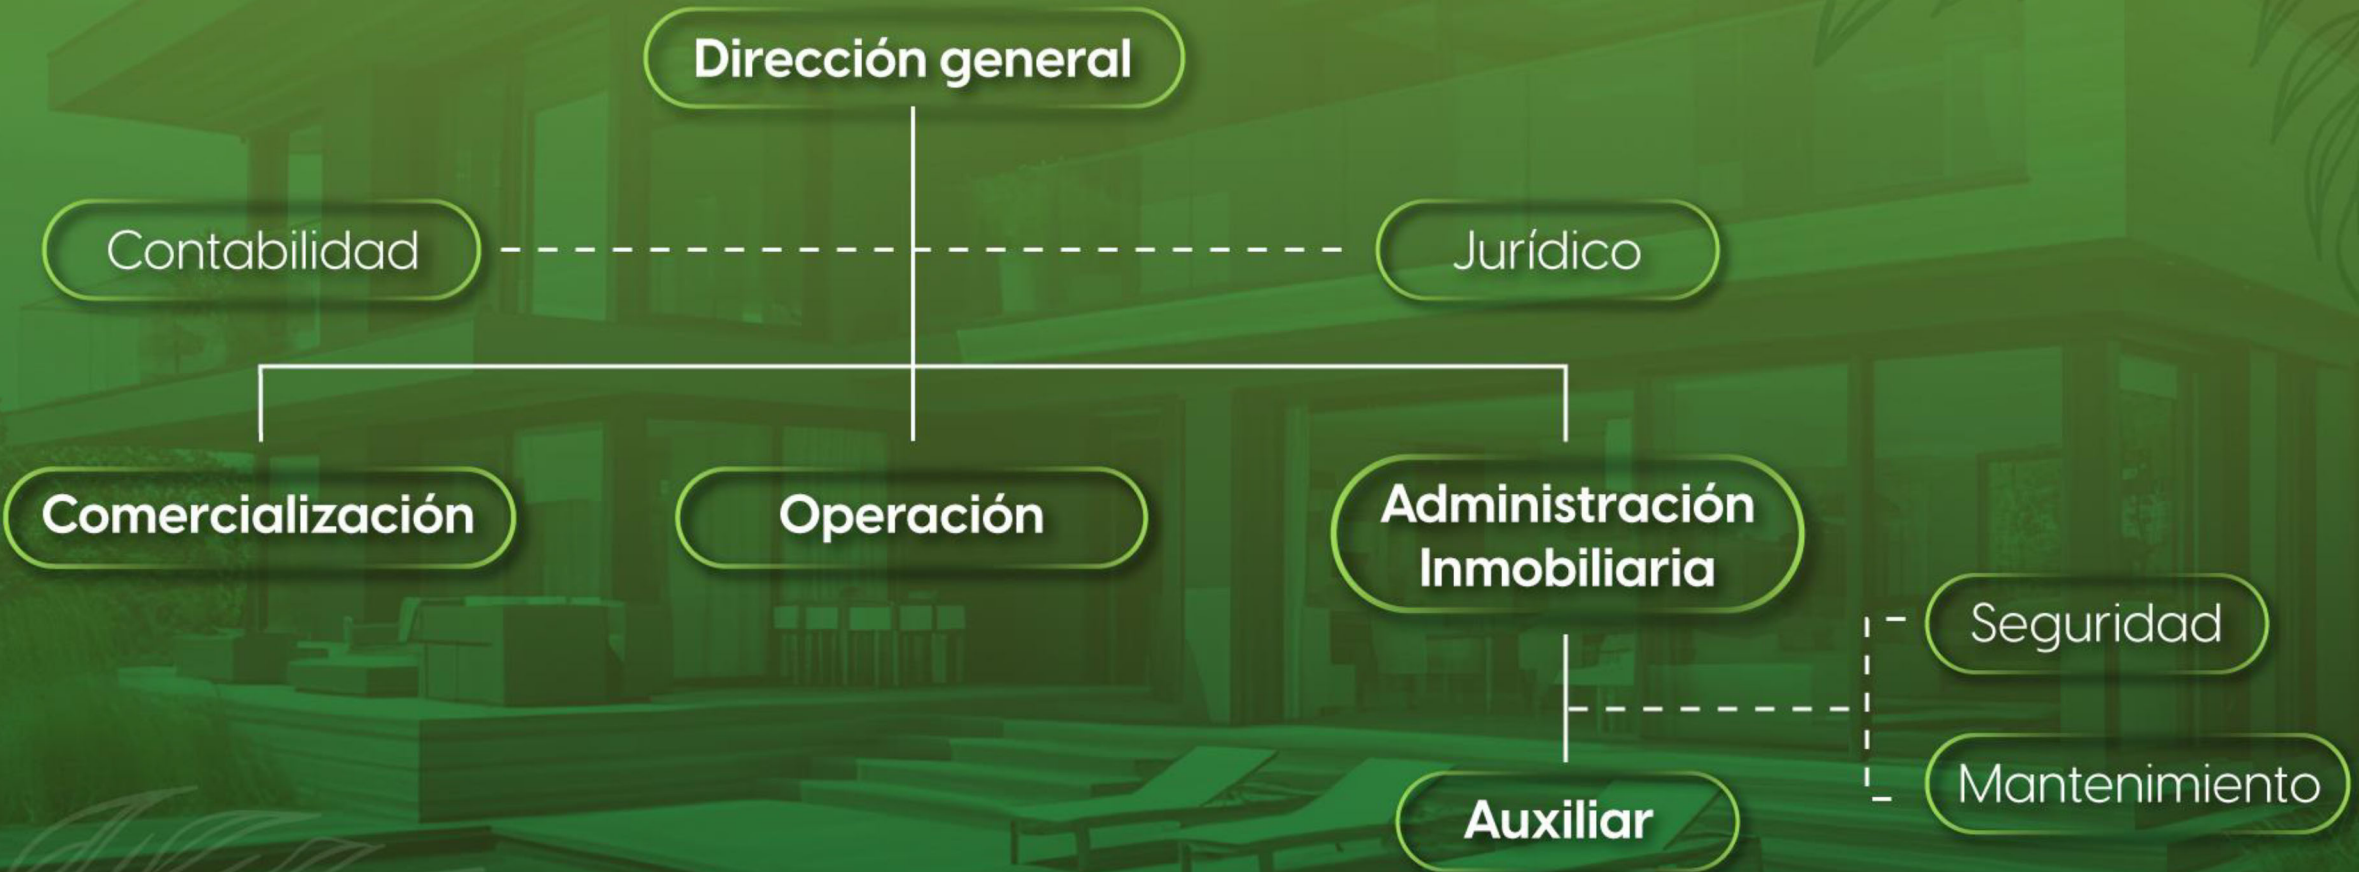 Dirección general
Contabilidad
Jurídico
Comercialización
Operación
Administración
Inmobiliaria
Seguridad
Mantenimiento
Auxiliar